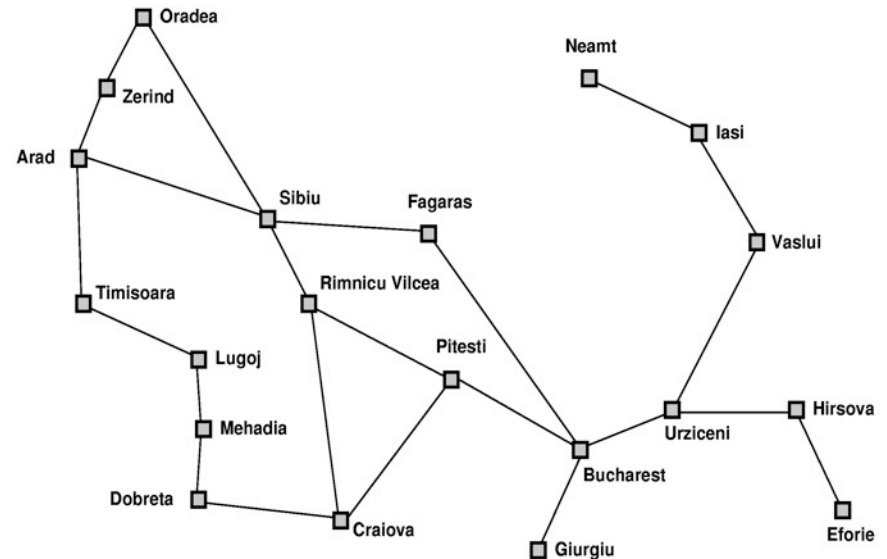 Oradea
Neamt
Zerind
Iasi
Arad
Sibiu
Fagaras
Vaslui
Rimnicu Vilcea
Timisoara
Pitesti
Lugoj
Hirsova
Mehadia
Urziceni
Bucharest
Dobreta
Craiova
Eforie
Giurgiu